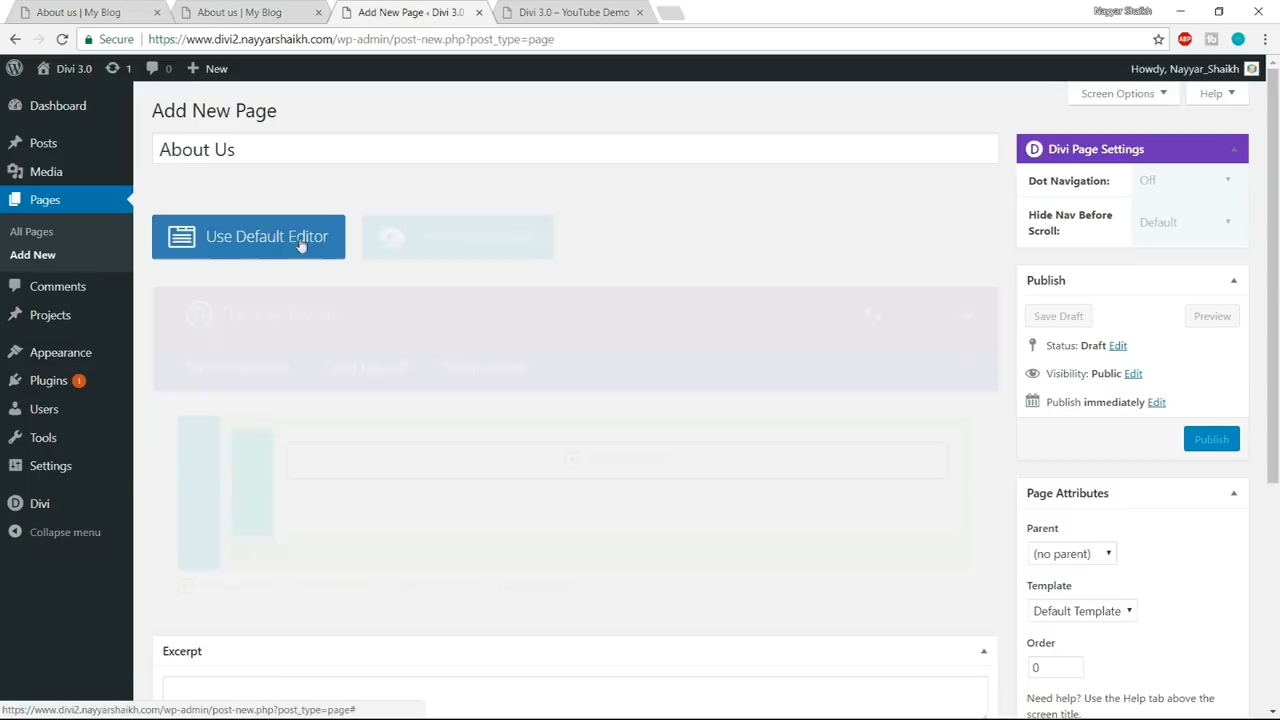 About us | My Blog
About us | My Blog
Add New Page ‹ Divi 3.0
Divi 3.0 – YouTube Demo
Nayyar Shaikh
Secure
https://www.divi2.nayyarshaikh.com/wp-admin/post-new.php?post_type=page
ABP
Divi 3.0
1
0
New
Howdy, Nayyar_Shaikh
Screen Options
Help
Dashboard
Posts
Media
Pages
All Pages
Add New
Comments
Projects
Appearance
Plugins 1
Users
Tools
Settings
Divi
Collapse menu
Add New Page
About Us
Use Default Editor
Excerpt
Divi Page Settings
Dot Navigation: Off
Hide Nav Before
Scroll:
Default
Publish
Save Draft
Preview
Status: Draft Edit
Visibility: Public Edit
Publish immediately Edit
Publish
Page Attributes
Parent
(no parent)
Template
Default Template
Order
0
Need help? Use the Help tab above the
screen title.
https://www.divi2.nayyarshaikh.com/wp-admin/post-new.php?post_type=page#